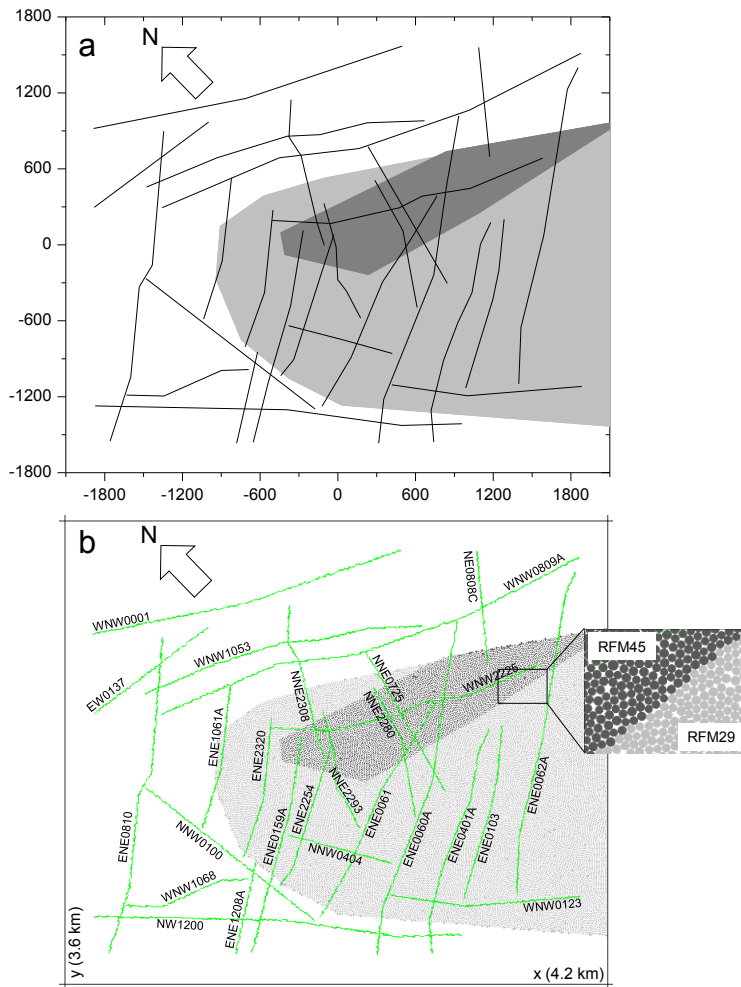 a
N
1800
1200
600
0
-600
-1200
-1800
-1800 -1200 -600 0 600 1200 1800
b
N
NE0808C
WNW0809A
WNW0001
WNW1053
EW0137
NNE0725
WNW2225
RFM45
RFM29
NNE2308
NNE2280
ENE1061A
ENE2320
NNE2293
ENE0062A
ENE2254
ENE0061
ENE0159A
ENE0060A
ENE0401A
ENE0103
ENE0810
NNW0100
NNW0404
WNW1068
ENE1208A
WNW0123
NW1200
y (3.6 km)
x (4.2 km)